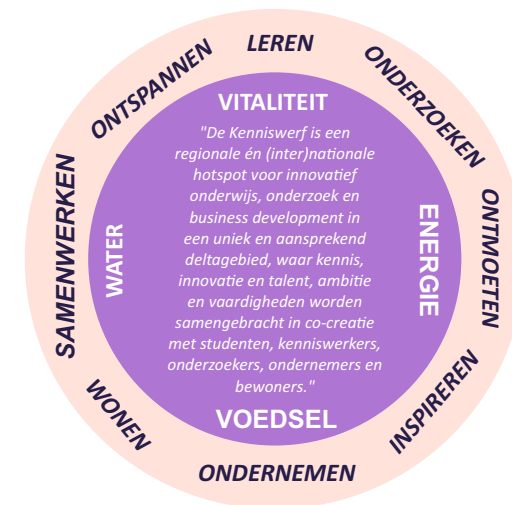 LEREN
ONDERZOEKEN
ONTMOETEN
INSPIREREN
ONDERNEMEN
WONEN
SAMENWERKEN
ONTSPANNEN
VITALITEIT
ENERGIE
VOEDSEL
WATER
"De Kenniswerf is een
regionale én (inter)nationale
hotspot voor innovatief
onderwijs, onderzoek en
business development in
een uniek en aansprekend
deltagebied, waar kennis,
innovatie en talent, ambitie
en vaardigheden worden
samengebracht in co-creatie
met studenten, kenniswerkers,
onderzoekers, ondernemers en
bewoners."